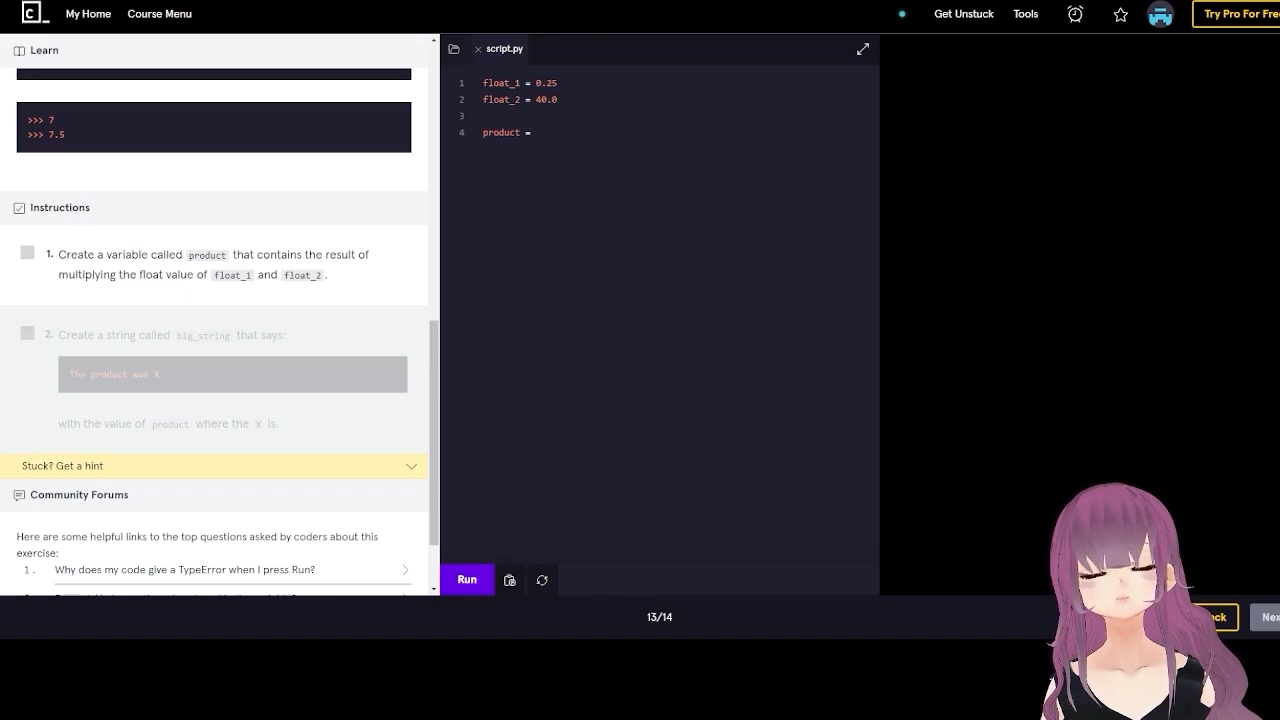 C_ My Home Course Menu Get Unstuck Tools Try Pro For Free
Learn
>>> 7
>>> 7.5
Instructions
1. Create a variable called product that contains the result of
multiplying the float value of float_1 and float_2.
2. Create a string called big_string that says:
The product was X
with the value of product where the X is.
Stuck? Get a hint
Community Forums
Here are some helpful links to the top questions asked by coders about this
exercise:
1. Why does my code give a TypeError when I press Run?
script.py
1 float_1 = 0.25
2 float_2 = 40.0
3
4 product =
Run
13/14